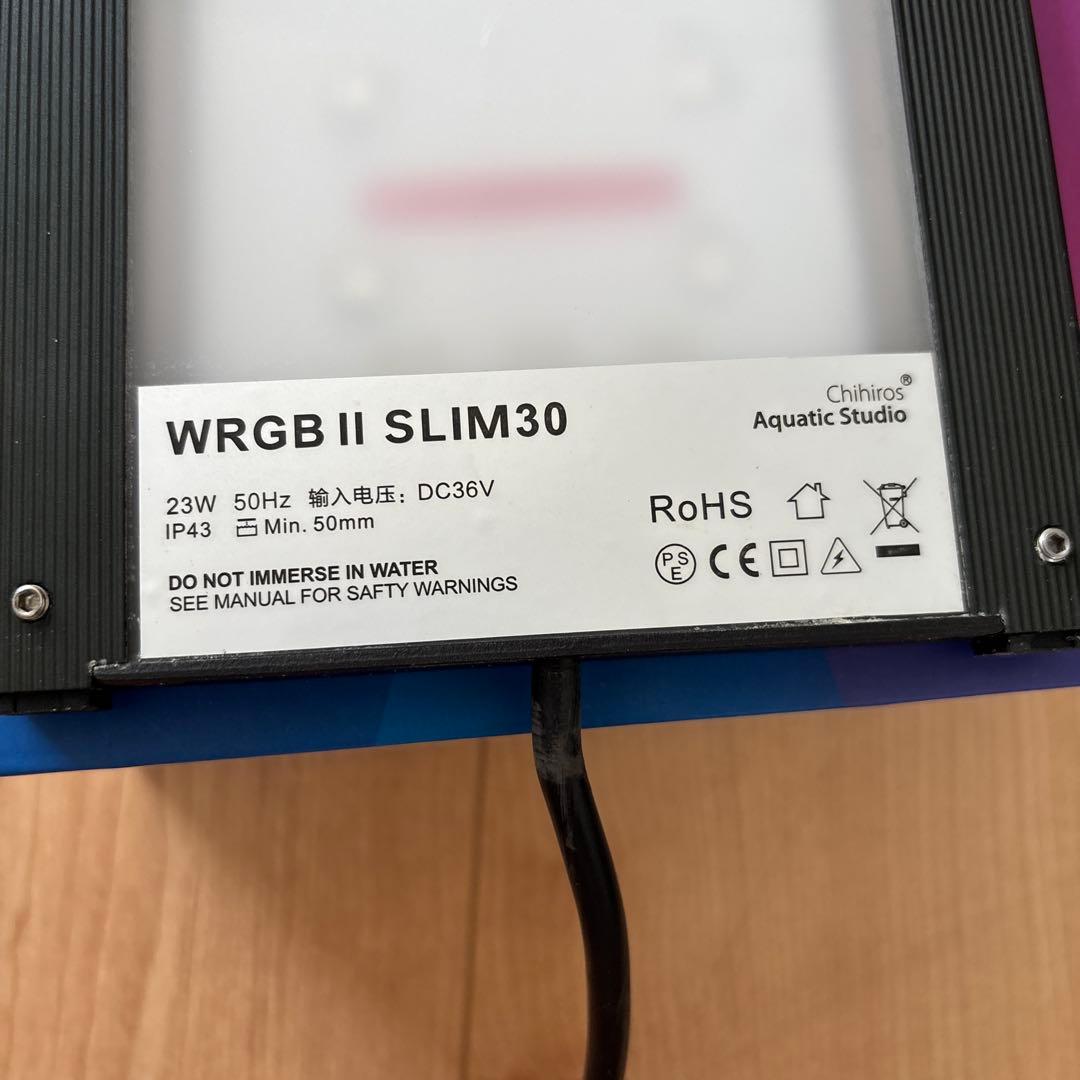 WRGB II SLIM30
Chihiros®
Aquatic Studio
23W 50Hz 输入电压：DC36V
IP43 Min. 50mm
DO NOT IMMERSE IN WATER
SEE MANUAL FOR SAFTY WARNINGS
RoHS
PSE CE